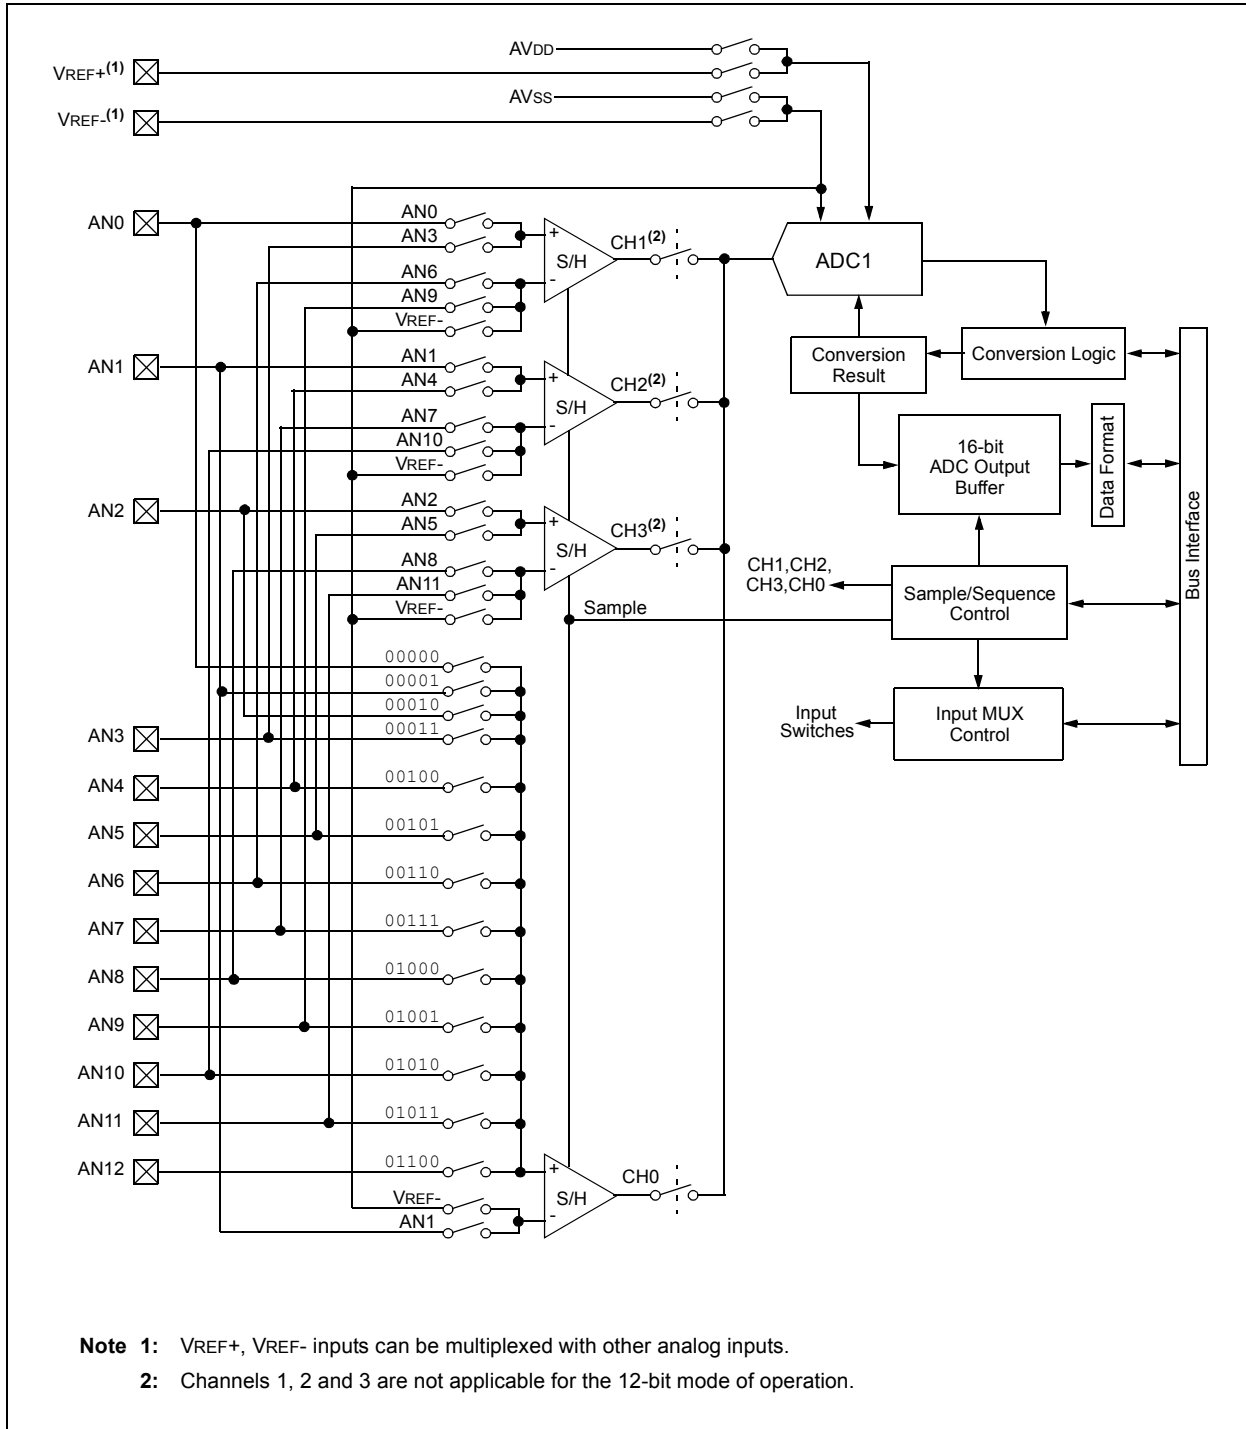 AVDD
VREF+(1)
AVSS
VREF-(1)
AN0
AN0
AN3
AN6
AN9
VREF-
+
-
S/H
CH1(2)
ADC1
AN1
AN1
AN4
AN7
AN10
VREF-
+
-
S/H
CH2(2)
Conversion
Result
Conversion Logic
16-bit
ADC Output
Buffer
Data Format
Bus Interface
AN2
AN2
AN5
AN8
AN11
VREF-
+
-
S/H
CH3(2)
CH1,CH2,
CH3,CH0
Sample/Sequence
Control
Sample
Input
Switches
Input MUX
Control
00000
00001
00010
AN3
00011
AN4
00100
AN5
00101
AN6
00110
AN7
00111
AN8
01000
AN9
01001
AN10
01010
AN11
01011
AN12
01100
VREF-
AN1
+
-
S/H
CH0
Note 1: VREF+, VREF- inputs can be multiplexed with other analog inputs.
2: Channels 1, 2 and 3 are not applicable for the 12-bit mode of operation.